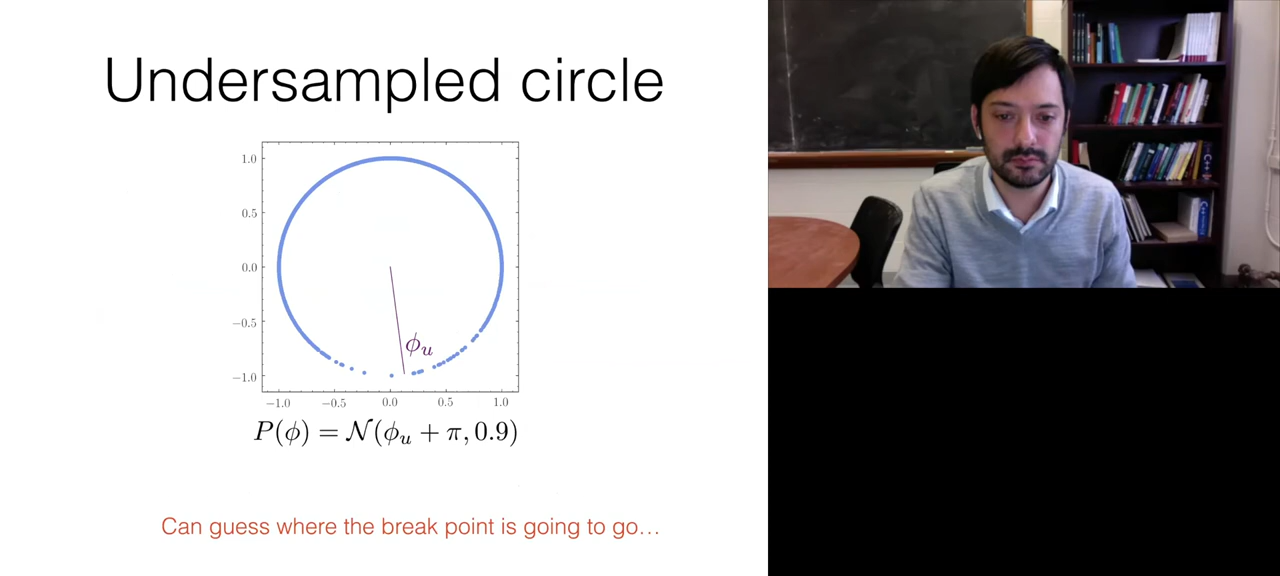 Undersampled circle
1.0
0.5
0.0
−0.5
−1.0
ϕu
−1.0 −0.5 0.0 0.5 1.0
P(ϕ) = 𝒩(ϕu + π, 0.9)
Can guess where the break point is going to go…
C++